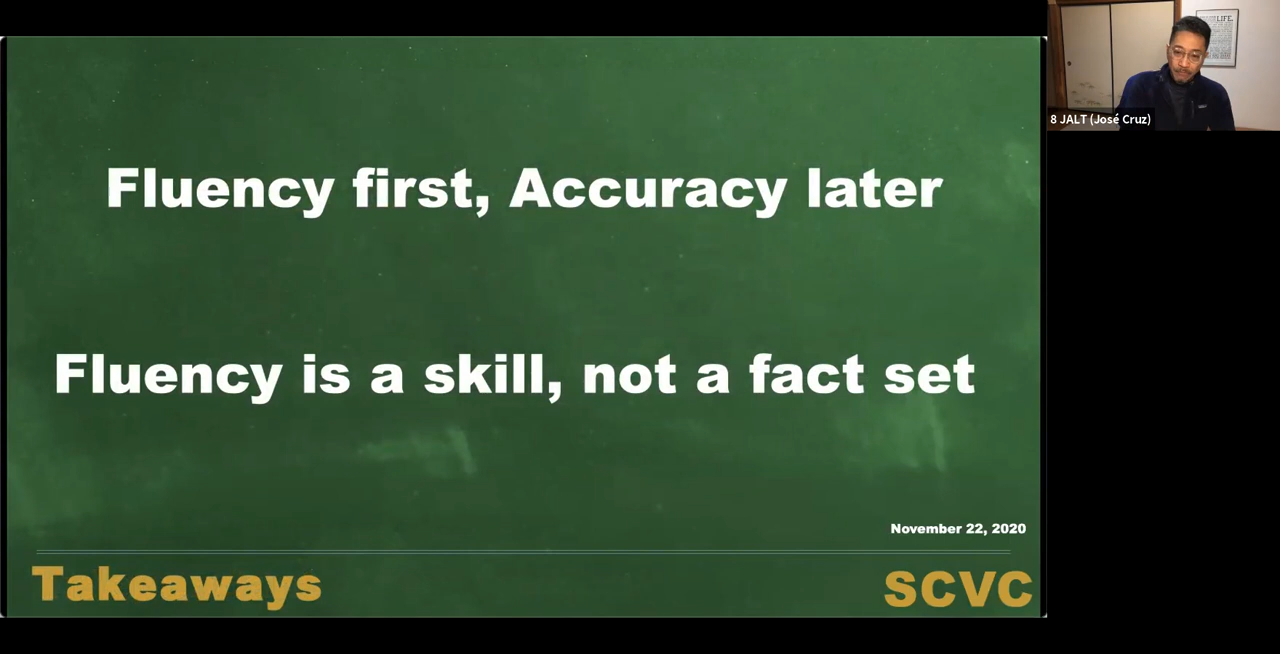 Fluency first, Accuracy later
Fluency is a skill, not a fact set
November 22, 2020
Takeaways
SCVC
LIFE.
8 JALT (José Cruz)